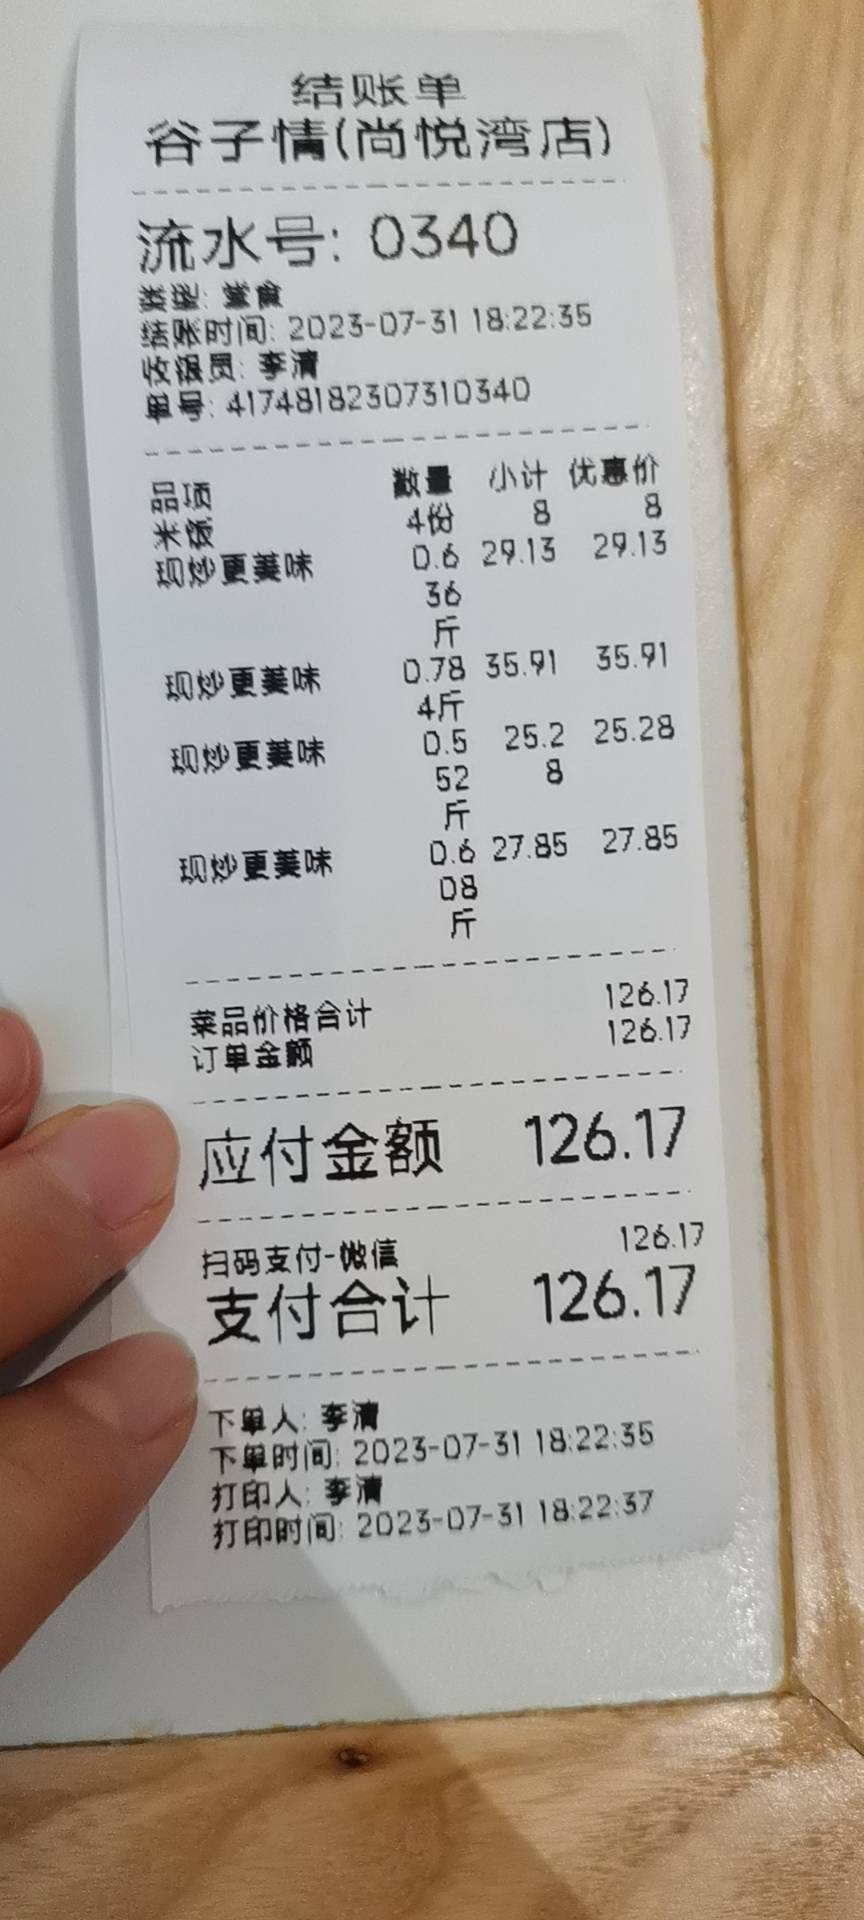 结账单
谷子情(尚悦湾店)
流水号: 0340
类型: 堂食
结账时间: 2023-07-31 18:22:35
收银员: 李清
单号: 41748182307310340
品项 数量 小计 优惠价
米饭 4份 8 8
现炒更美味 0.6 29.13 29.13
36
斤
现炒更美味 0.78 35.91 35.91
4斤
现炒更美味 0.5 25.2 25.28
52 8
斤
现炒更美味 0.6 27.85 27.85
08
斤
菜品价格合计 126.17
订单金额 126.17
应付金额 126.17
扫码支付-微信 126.17
支付合计 126.17
下单人: 李清
下单时间: 2023-07-31 18:22:35
打印人: 李清
打印时间: 2023-07-31 18:22:37